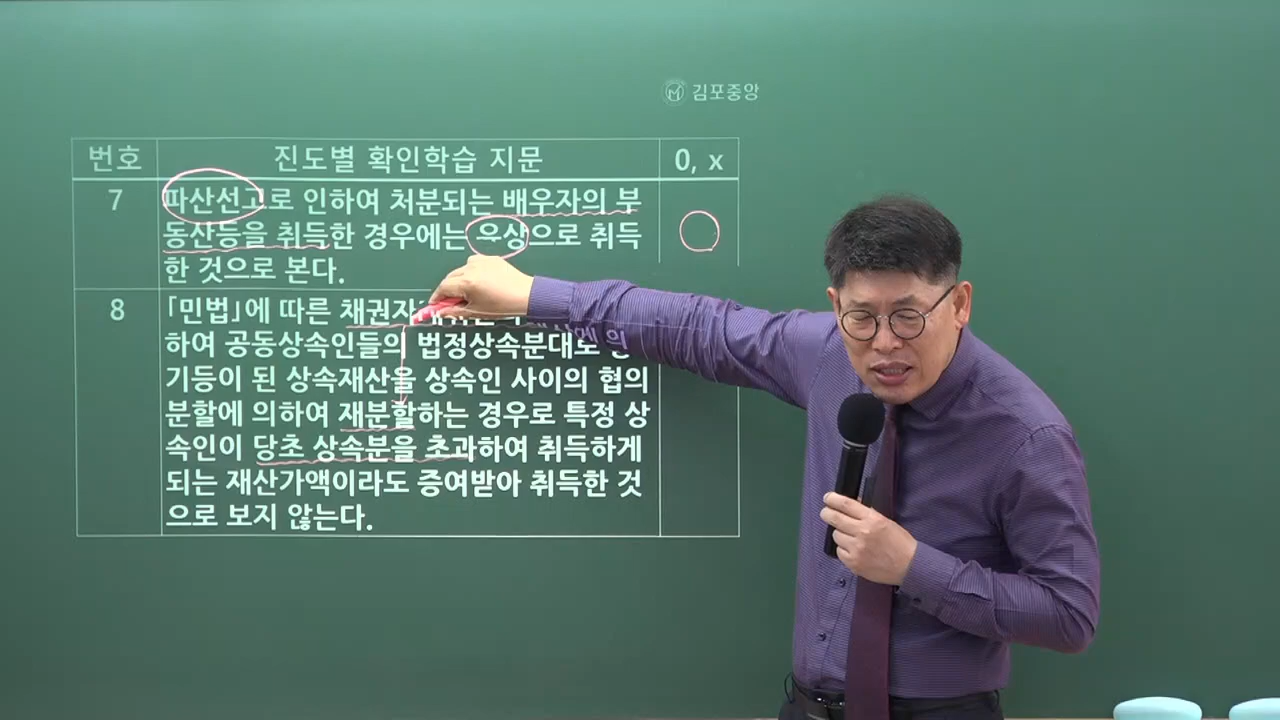 김포중앙
번호 진도별 확인학습 지문 O, x
7 파산선고로 인하여 처분되는 배우자의 부
동산등을 취득한 경우에는 유상으로 취득
한 것으로 본다.
8 「민법」에 따른 채권자 의
하여 공동상속인들의 법정상속분대로
기등이 된 상속재산을 상속인 사이의 협의
분할에 의하여 재분할하는 경우로 특정 상
속인이 당초 상속분을 초과하여 취득하게
되는 재산가액이라도 증여받아 취득한 것
으로 보지 않는다.